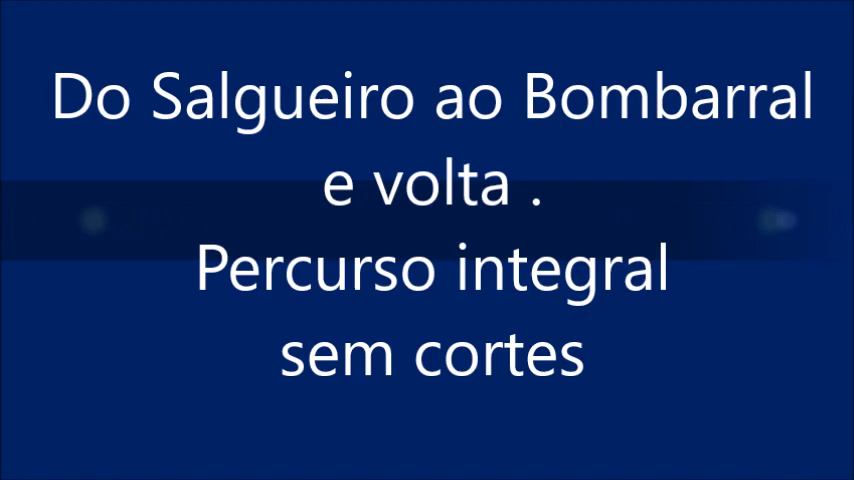 Do Salgueiro ao Bombarral
e volta .
Percurso integral
sem cortes